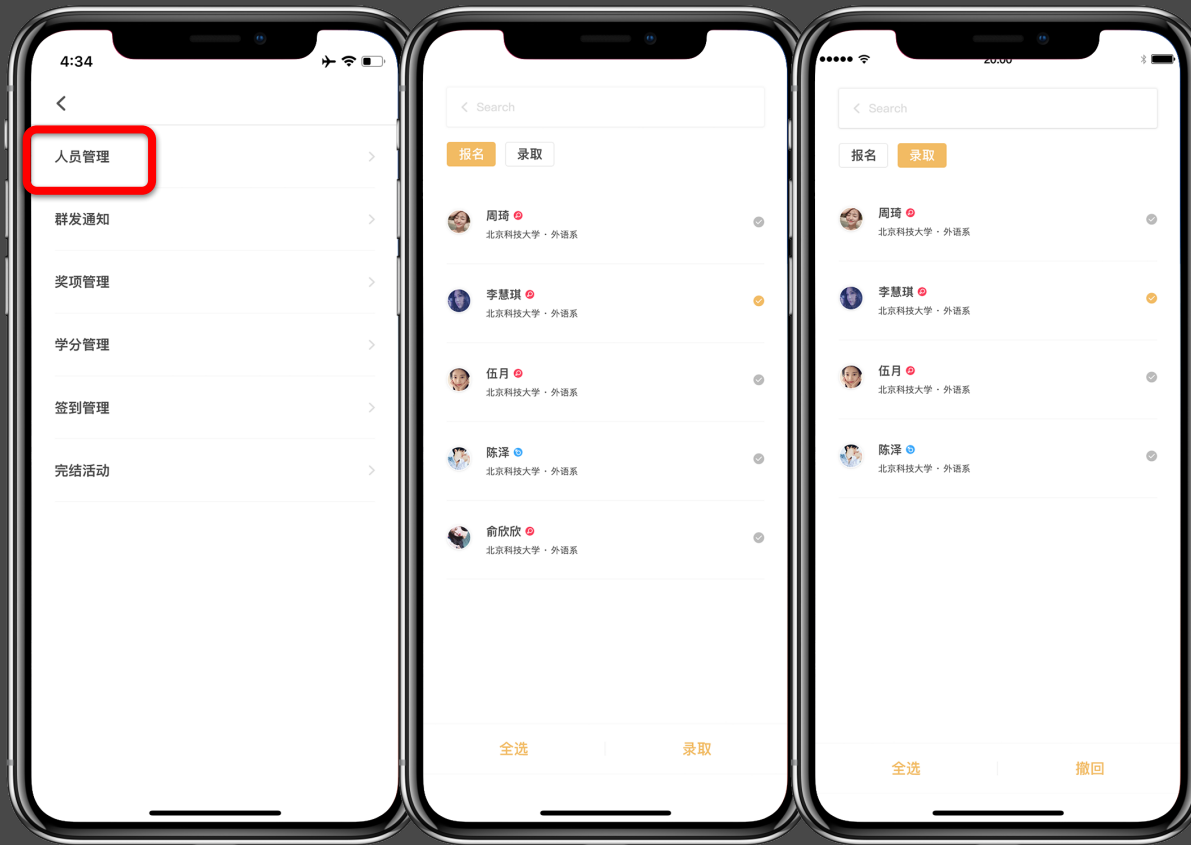 4:34
人员管理
群发通知
奖项管理
学分管理
签到管理
完结活动
Search
报名 录取
周琦
北京科技大学·外语系
李慧琪
北京科技大学·外语系
伍月
北京科技大学·外语系
陈泽
北京科技大学·外语系
俞欣欣
北京科技大学·外语系
全选 录取
20:00
Search
报名 录取
周琦
北京科技大学·外语系
李慧琪
北京科技大学·外语系
伍月
北京科技大学·外语系
陈泽
北京科技大学·外语系
全选 撤回